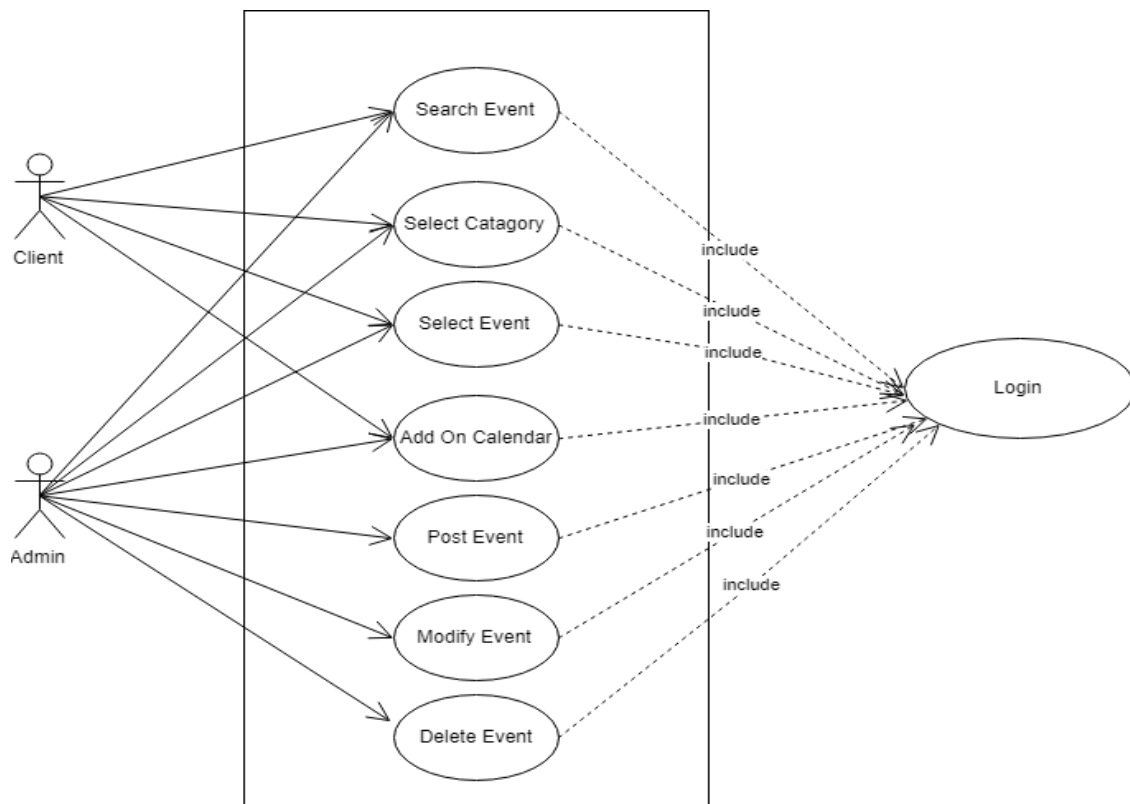 Search Event
Client
Select Catagory
include
include
Select Event
include
Login
Add On Calendar
include
include
Admin
Post Event
include
Modify Event
include
Delete Event